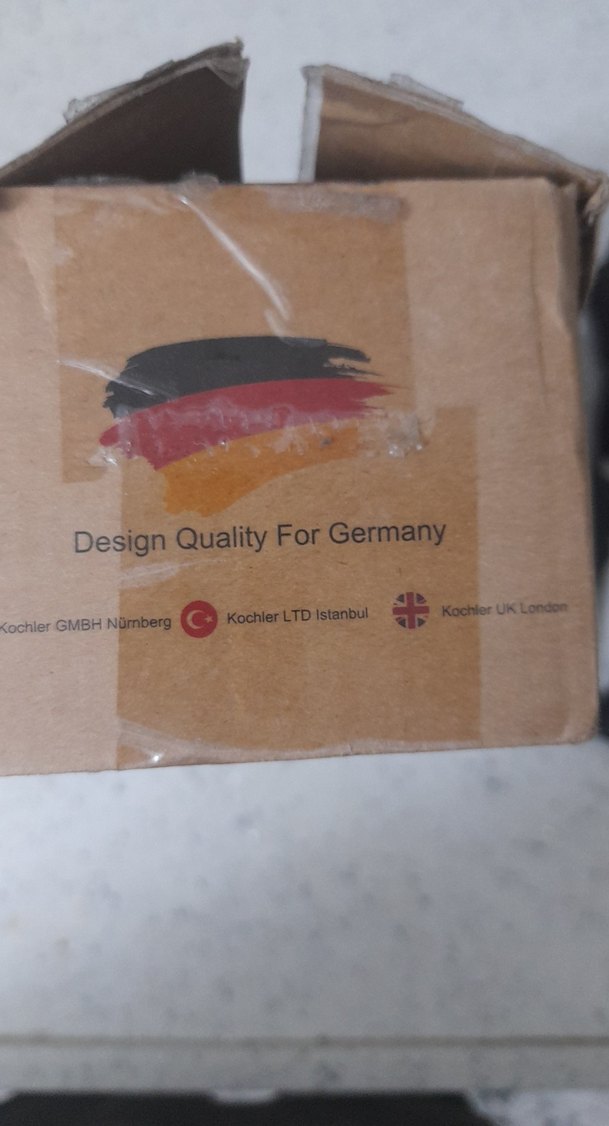 Design Quality For Germany
Kochler GMBH Nürnberg Kochler LTD Istanbul Kochler UK London